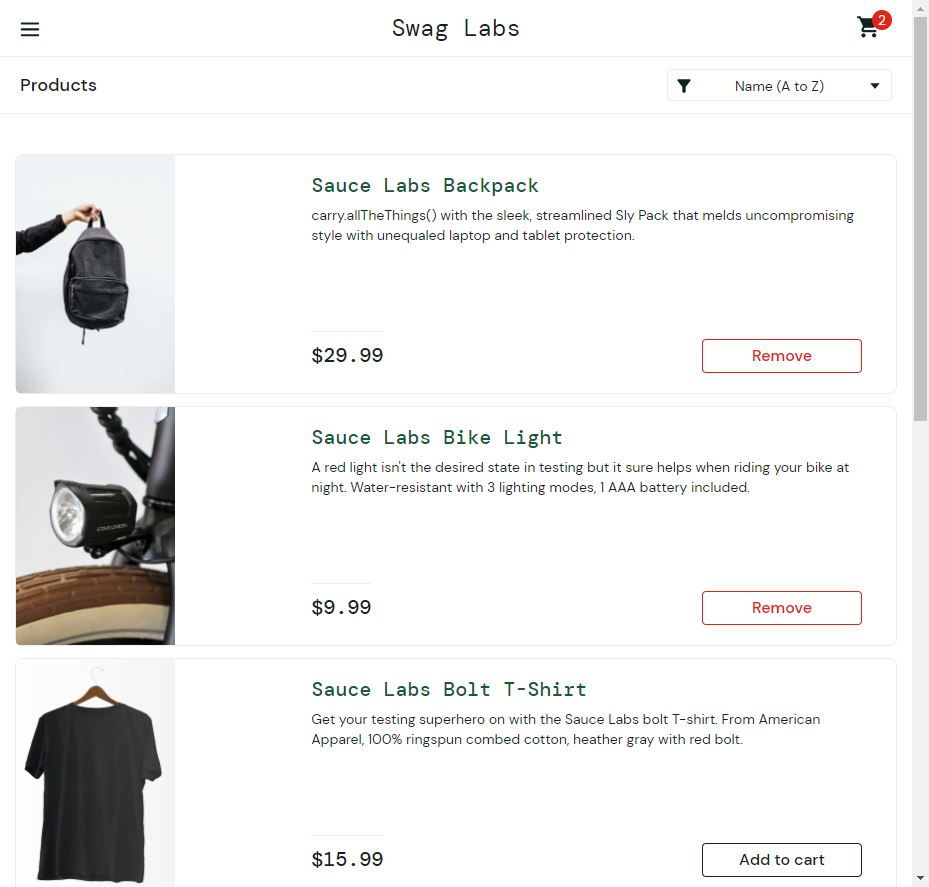 Swag Labs
2
Products
Name (A to Z)
Sauce Labs Backpack
carry.allTheThings() with the sleek, streamlined Sly Pack that melds uncompromising
style with unequaled laptop and tablet protection.
$29.99
Remove
Sauce Labs Bike Light
A red light isn't the desired state in testing but it sure helps when riding your bike at
night. Water-resistant with 3 lighting modes, 1 AAA battery included.
$9.99
Remove
Sauce Labs Bolt T-Shirt
Get your testing superhero on with the Sauce Labs bolt T-shirt. From American
Apparel, 100% ringspun combed cotton, heather gray with red bolt.
$15.99
Add to cart